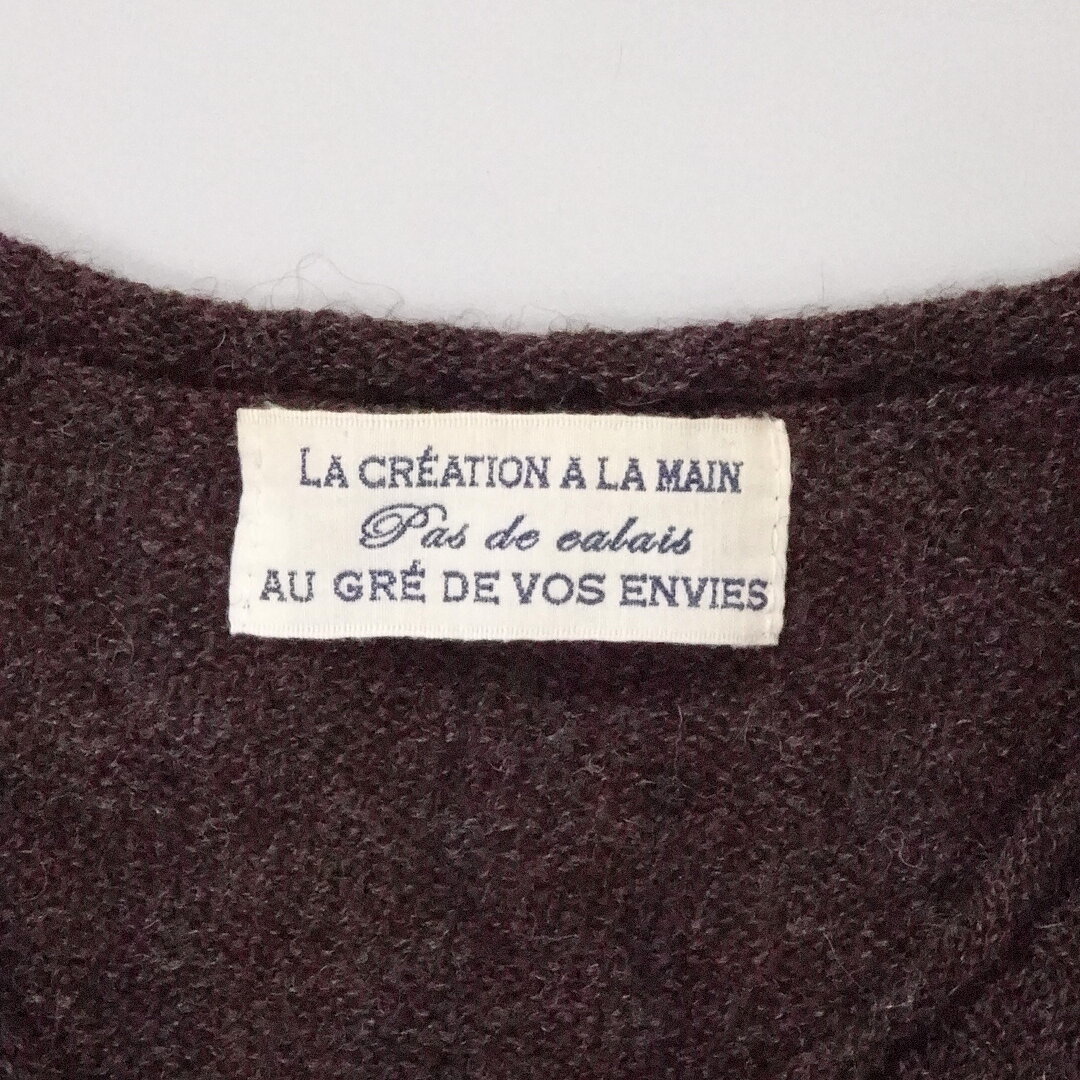 LA CRÉATION A LA MAIN
Pas de calais
AU GRÉ DE VOS ENVIES